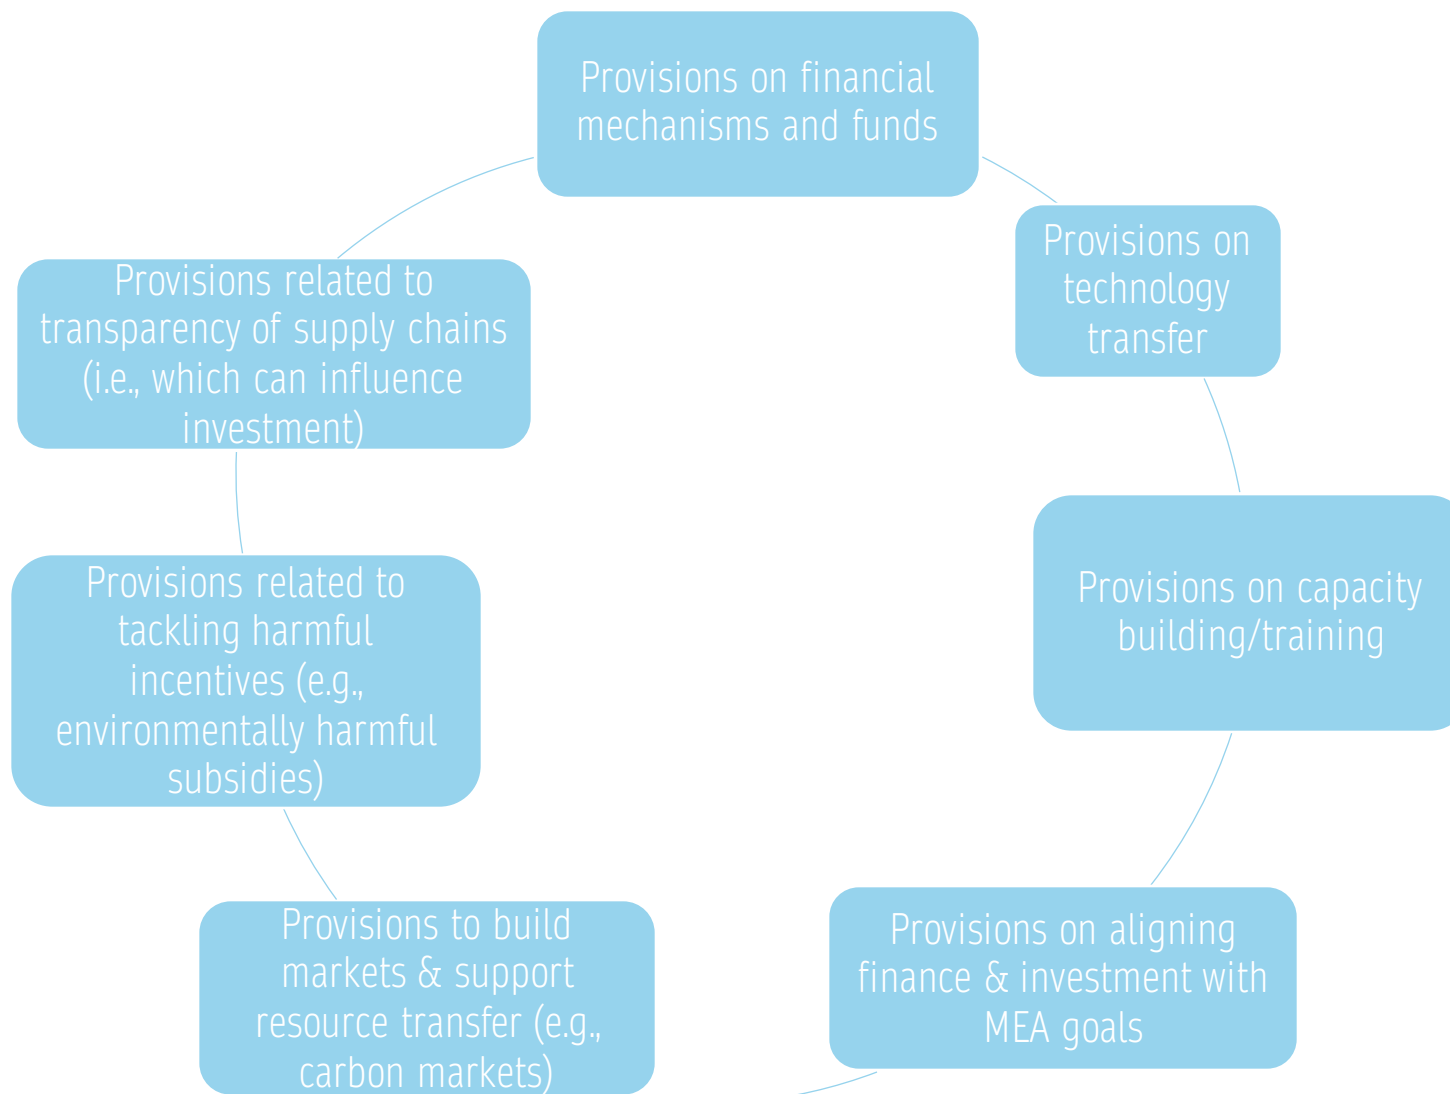 Provisions on financial
mechanisms and funds
Provisions on
technology
transfer
Provisions on capacity
building/training
Provisions on aligning
finance & investment with
MEA goals
Provisions to build
markets & support
resource transfer (e.g.,
carbon markets)
Provisions related to
tackling harmful
incentives (e.g.,
environmentally harmful
subsidies)
Provisions related to
transparency of supply chains
(i.e., which can influence
investment)